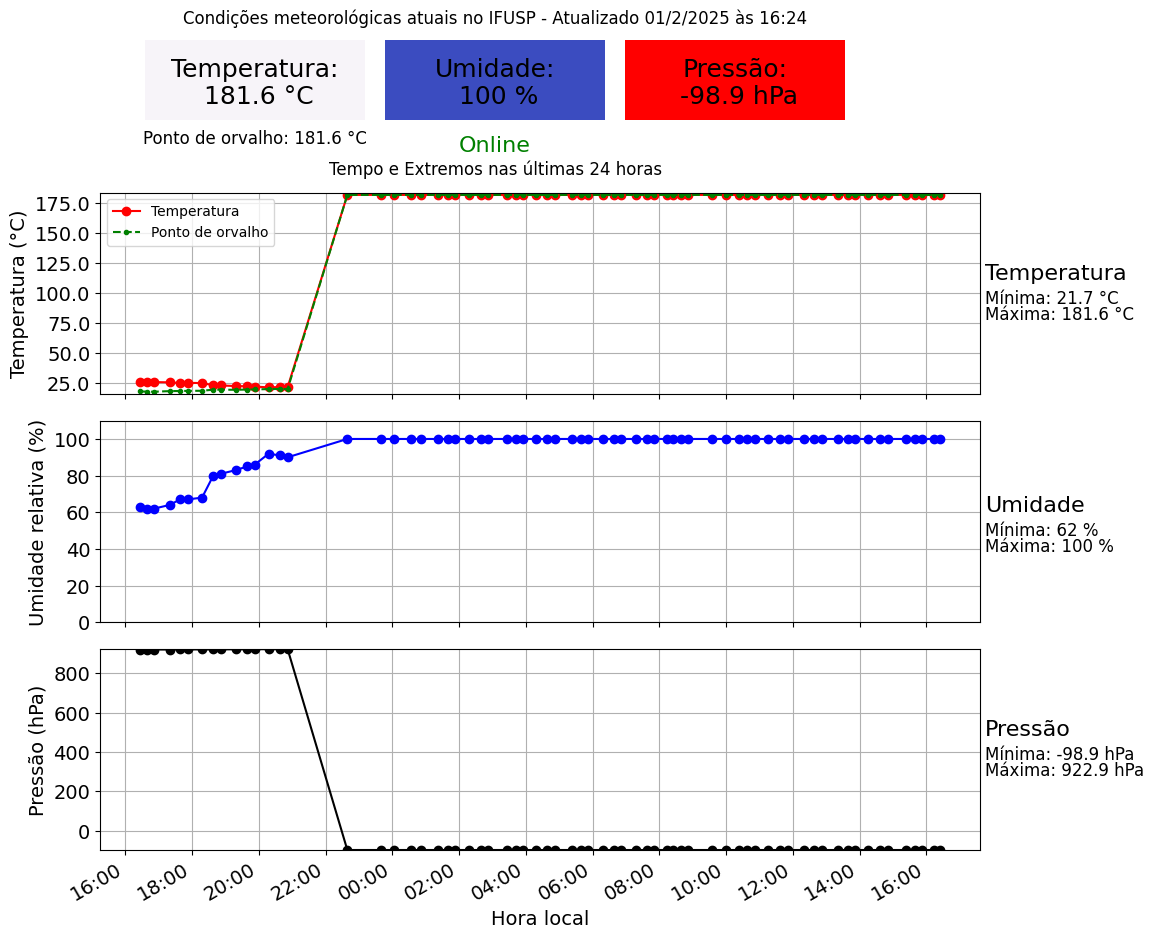 Condições meteorológicas atuais no IFUSP - Atualizado 01/2/2025 às 16:24
Temperatura:
181.6 °C
Umidade:
100 %
Pressão:
-98.9 hPa
Ponto de orvalho: 181.6 °C
Online
Tempo e Extremos nas últimas 24 horas
Temperatura (°C)
175.0
150.0
125.0
100.0
75.0
50.0
25.0
Temperatura
Ponto de orvalho
Temperatura
Mínima: 21.7 °C
Máxima: 181.6 °C
Umidade relativa (%)
100
80
60
40
20
0
Umidade
Mínima: 62 %
Máxima: 100 %
Pressão (hPa)
800
600
400
200
0
Pressão
Mínima: -98.9 hPa
Máxima: 922.9 hPa
16:00 18:00 20:00 22:00 00:00 02:00 04:00 06:00 08:00 10:00 12:00 14:00 16:00
Hora local